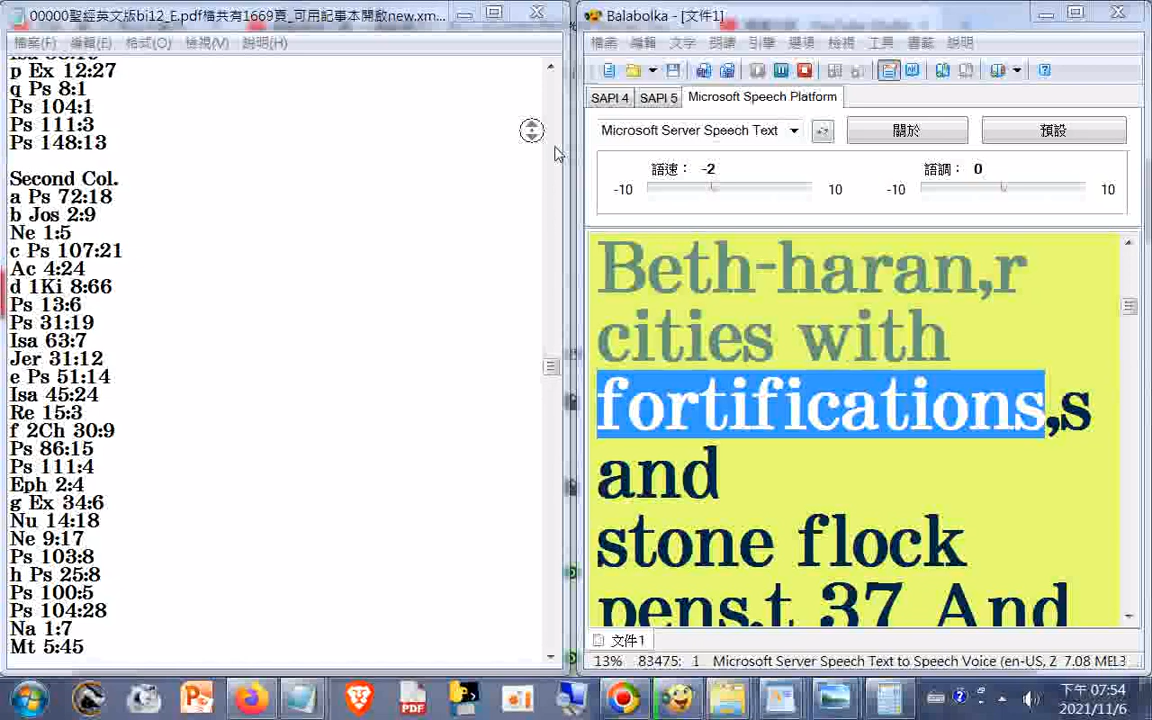 00000聖經英文版bi12_E.pdf檔共有1669頁_可用記事本開啟new.xm...
檔案(F) 編輯(E) 格式(O) 檢視(V) 說明(H)
p Ex 12:27
q Ps 8:1
Ps 104:1
Ps 111:3
Ps 148:13
Second Col.
a Ps 72:18
b Jos 2:9
Ne 1:5
c Ps 107:21
Ac 4:24
d 1Ki 8:66
Ps 13:6
Ps 31:19
Isa 63:7
Jer 31:12
e Ps 51:14
Isa 45:24
Re 15:3
f 2Ch 30:9
Ps 86:15
Ps 111:4
Eph 2:4
g Ex 34:6
Nu 14:18
Ne 9:17
Ps 103:8
h Ps 25:8
Ps 100:5
Ps 104:28
Na 1:7
Mt 5:45
Balabolka - [文件1]
檔案 編輯 文字 朗讀 引擎 選項 檢視 工具 書籤 說明
SAPI 4 SAPI 5 Microsoft Speech Platform
Microsoft Server Speech Text 關於 預設
語速： -2 語調： 0
-10 10 -10 10
Beth-haran,r
cities with
fortifications,s
and
stone flock
pens,t 37 And
文件1
13% 83475: 1 Microsoft Server Speech Text to Speech Voice (en-US, 2 7.08 MB
下午 07:54
2021/11/6